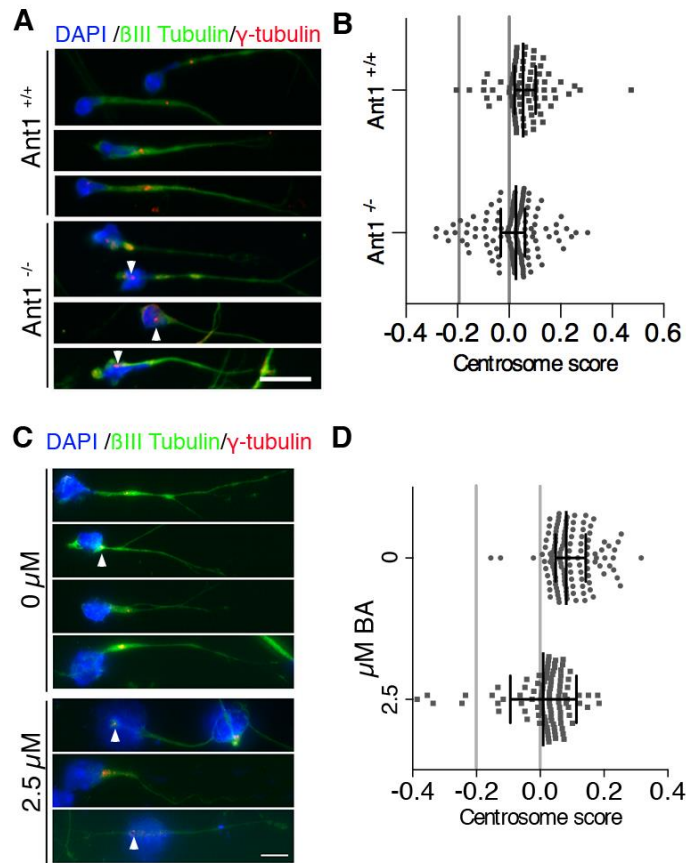 A
DAPI /ßIII Tubulin/γ-tubulin
Ant1 +/+
Ant1 -/-
B
Ant1 +/+
Ant1 -/-
-0.4 -0.2 0.0 0.2 0.4 0.6
Centrosome score
C
DAPI /ßIII Tubulin/γ-tubulin
0 µM
2.5 µM
D
µM BA
0
2.5
-0.4 -0.2 0.0 0.2 0.4
Centrosome score